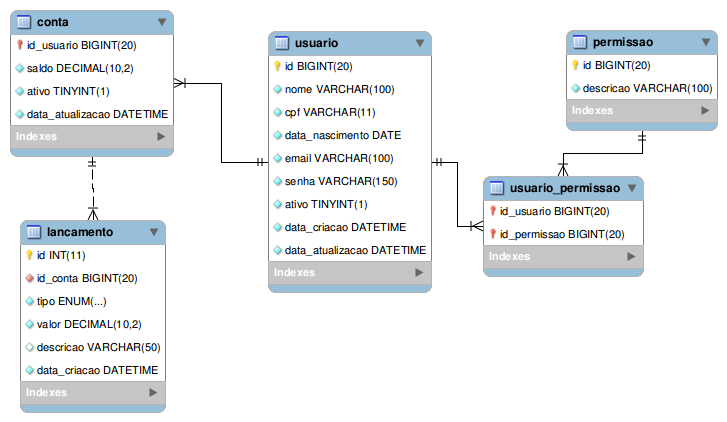 conta
id_usuario BIGINT(20)
saldo DECIMAL(10,2)
ativo TINYINT(1)
data_atualizacao DATETIME
Indexes
usuario
id BIGINT(20)
nome VARCHAR(100)
cpf VARCHAR(11)
data_nascimento DATE
email VARCHAR(100)
senha VARCHAR(150)
ativo TINYINT(1)
data_criacao DATETIME
data_atualizacao DATETIME
Indexes
permissao
id BIGINT(20)
descricao VARCHAR(100)
Indexes
usuario_permissao
id_usuario BIGINT(20)
id_permissao BIGINT(20)
Indexes
lancamento
id INT(11)
id_conta BIGINT(20)
tipo ENUM(...)
valor DECIMAL(10,2)
descricao VARCHAR(50)
data_criacao DATETIME
Indexes